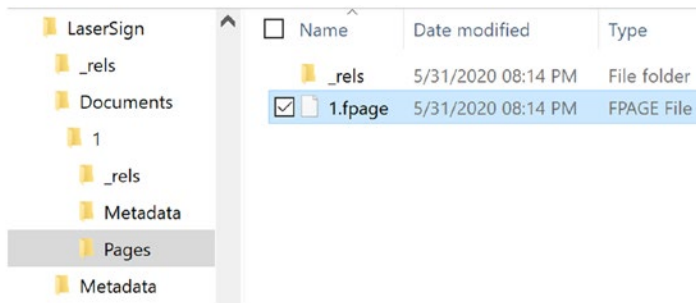 LaserSign
_rels
Documents
1
_rels
Metadata
Pages
Metadata
Name Date modified Type
_rels 5/31/2020 08:14 PM File folder
1.fpage 5/31/2020 08:14 PM FPAGE File